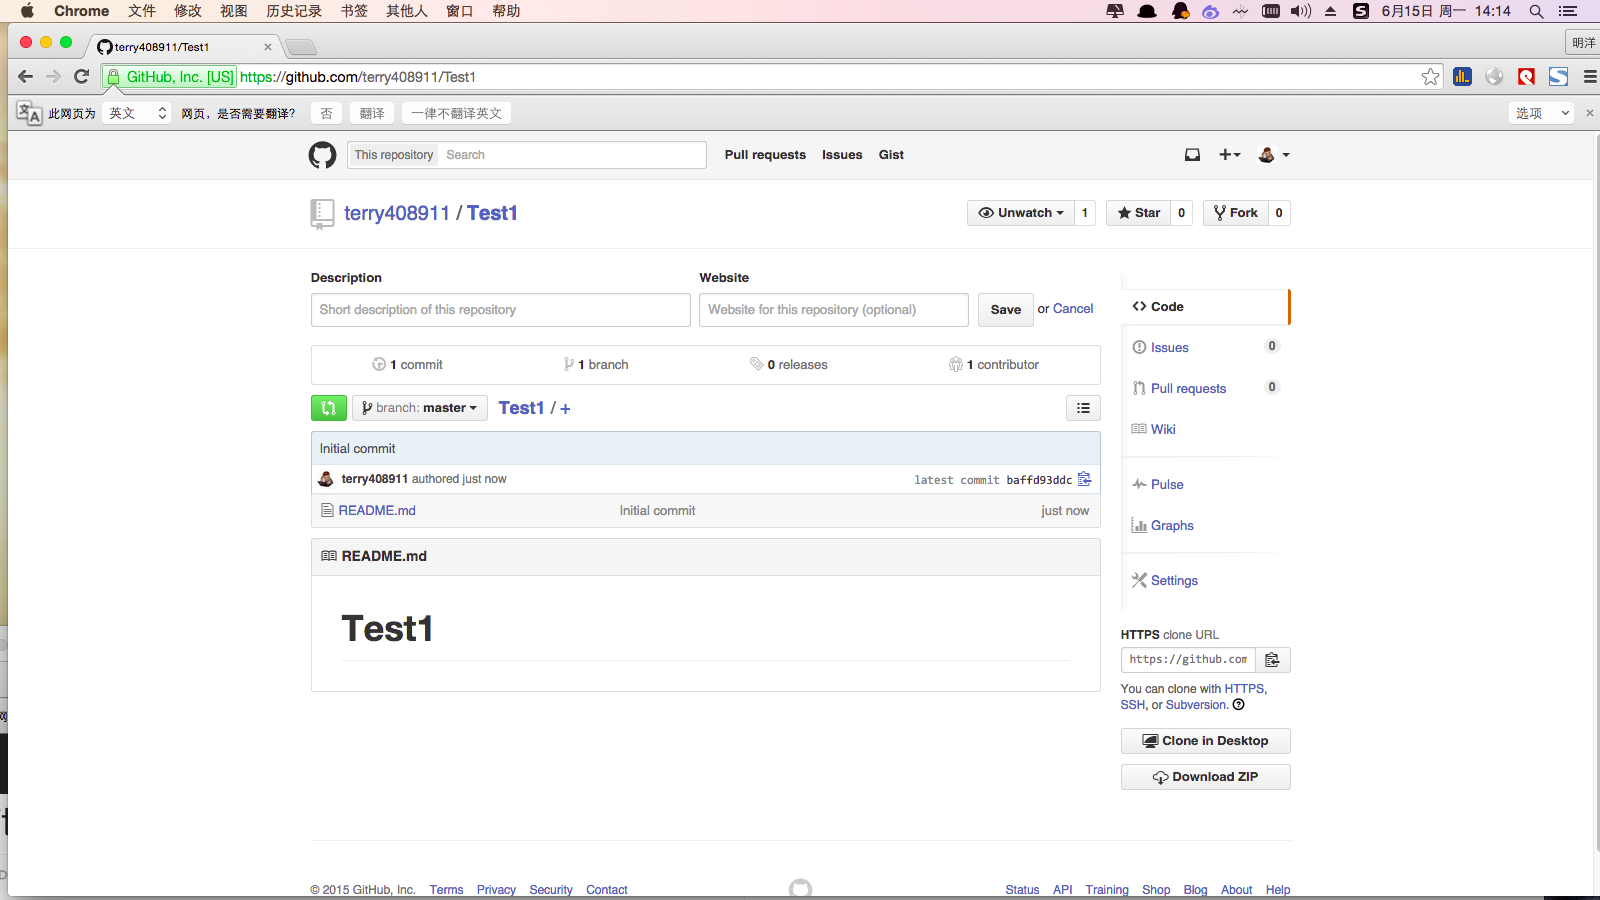 Chrome 文件 修改 视图 历史记录 书签 其他人 窗口 帮助 6月15日 周一 14:14
terry408911/Test1 明洋
GitHub, Inc. [US] https://github.com/terry408911/Test1
此网页为 英文 网页，是否需要翻译? 否 翻译 一律不翻译英文 选项
This repository Search Pull requests Issues Gist
terry408911 / Test1 Unwatch 1 Star 0 Fork 0
Description Website
Short description of this repository Website for this repository (optional) Save or Cancel
Code
1 commit 1 branch 0 releases 1 contributor
Issues 0
Pull requests 0
Wiki
Pulse
Graphs
Settings
branch: master Test1 / +
Initial commit
terry408911 authored just now latest commit baffd93ddc
README.md Initial commit just now
README.md
Test1
HTTPS clone URL
https://github.com
You can clone with HTTPS,
SSH, or Subversion.
Clone in Desktop
Download ZIP
© 2015 GitHub, Inc. Terms Privacy Security Contact Status API Training Shop Blog About Help